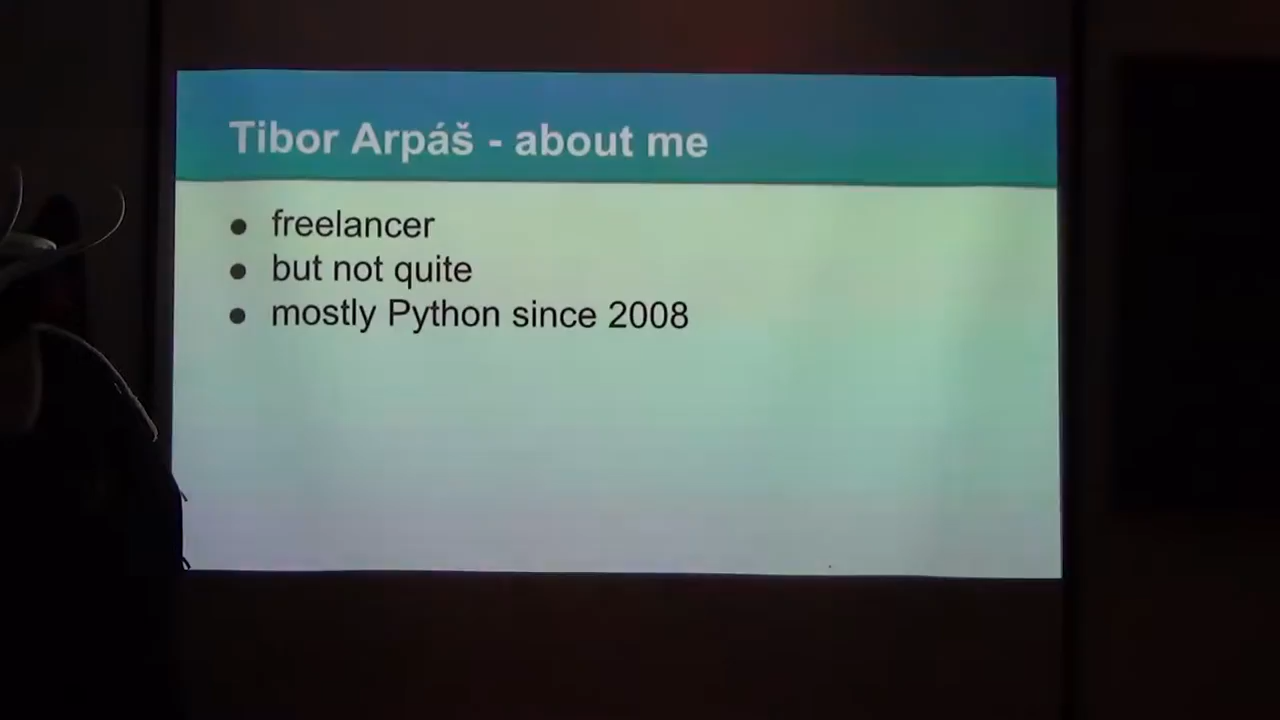 Tibor Arpáš - about me
freelancer
but not quite
mostly Python since 2008